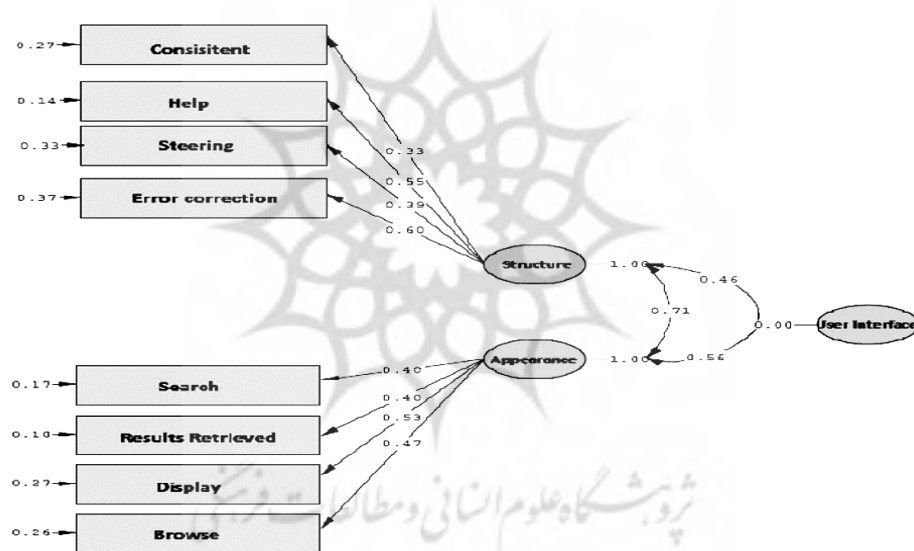 0.27 Consisitent
0.14 Help
0.33 Steering
0.37 Error correction
0.33
0.55
0.39
0.60
Structure 1.00
0.46
0.71
0.00 User Interface
Appearance 1.00 0.56
0.17 Search
0.10 Results Retrieved
0.27 Display
0.26 Browse
0.40
0.40
0.53
0.47
پژوهشگاه علوم انسانی و مطالعات فرهنگی